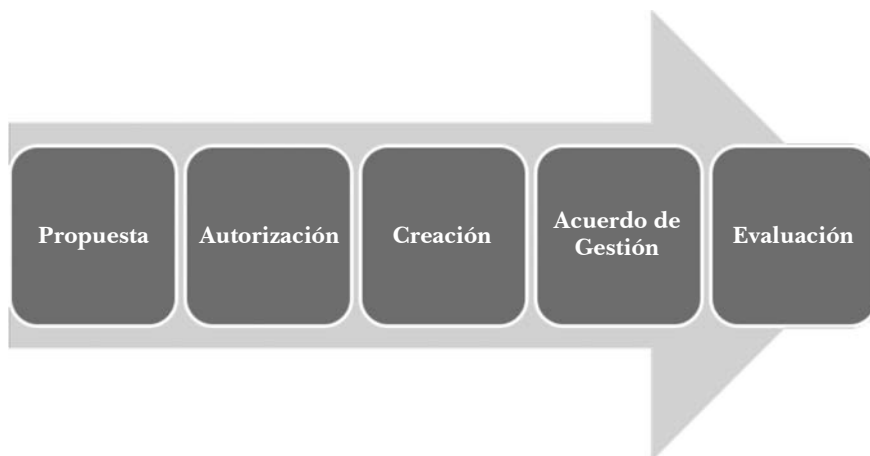 Propuesta
Autorización
Creación
Acuerdo de
Gestión
Evaluación